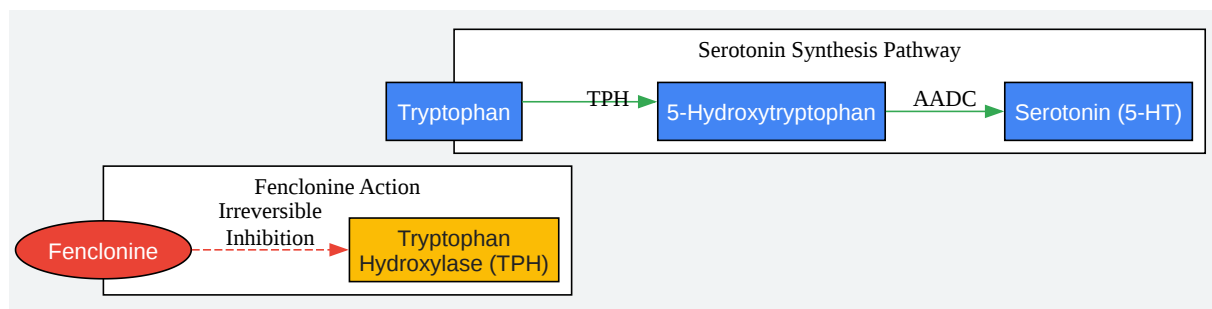 Serotonin Synthesis Pathway
Tryptophan
TPH
5-Hydroxytryptophan
AADC
Serotonin (5-HT)
Fenclonine Action
Irreversible
Inhibition
Fenclonine
Tryptophan
Hydroxylase (TPH)